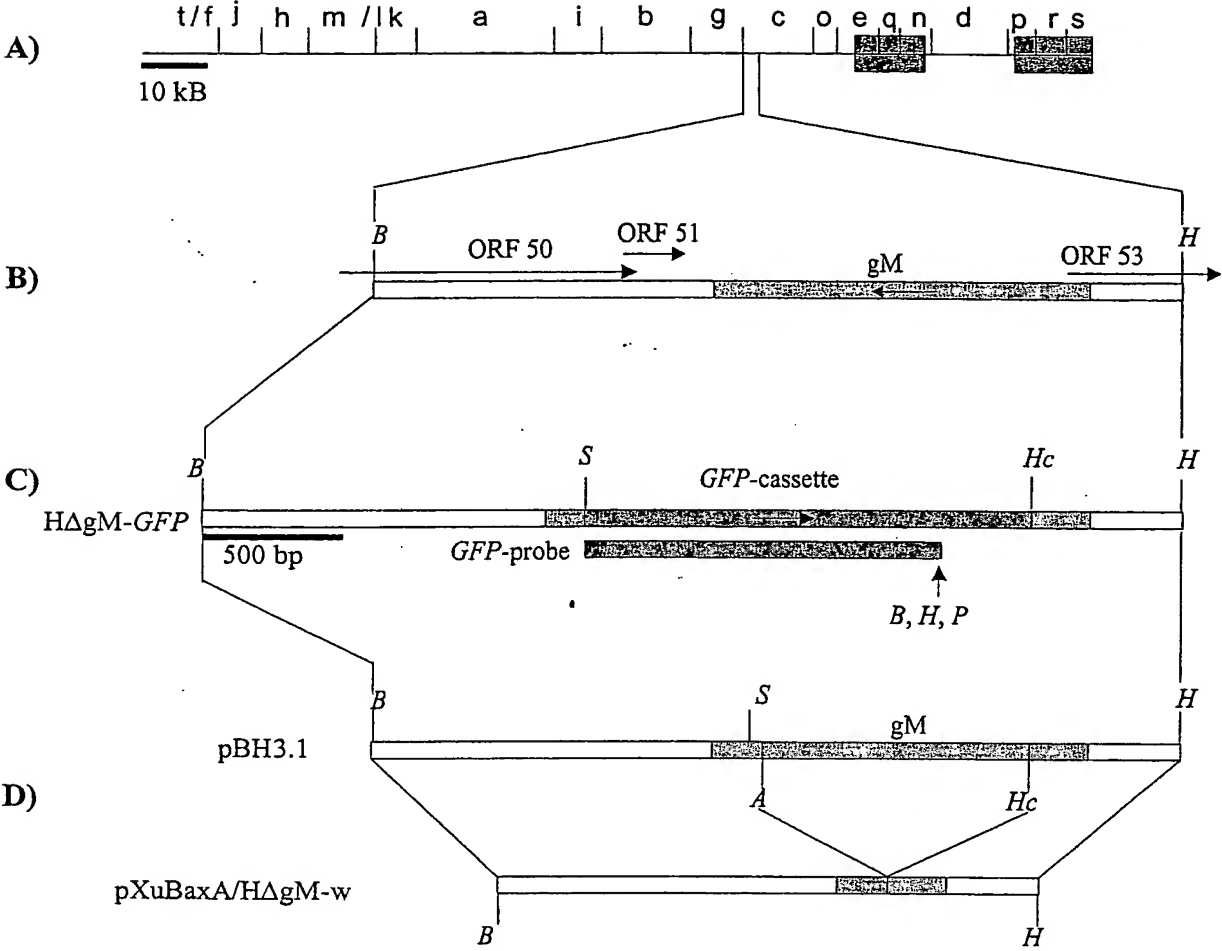 t/f j h m /lk a i b g c o e q n d p r s
A)
10 kB
B H
ORF 50 ORF 51 gM ORF 53
B)
B S Hc H
C) GFP-cassette
HΔgM-GFP
500 bp GFP-probe
B, H, P
B S H
pBH3.1 gM
D) A Hc
pXuBaxA/HΔgM-w
B H